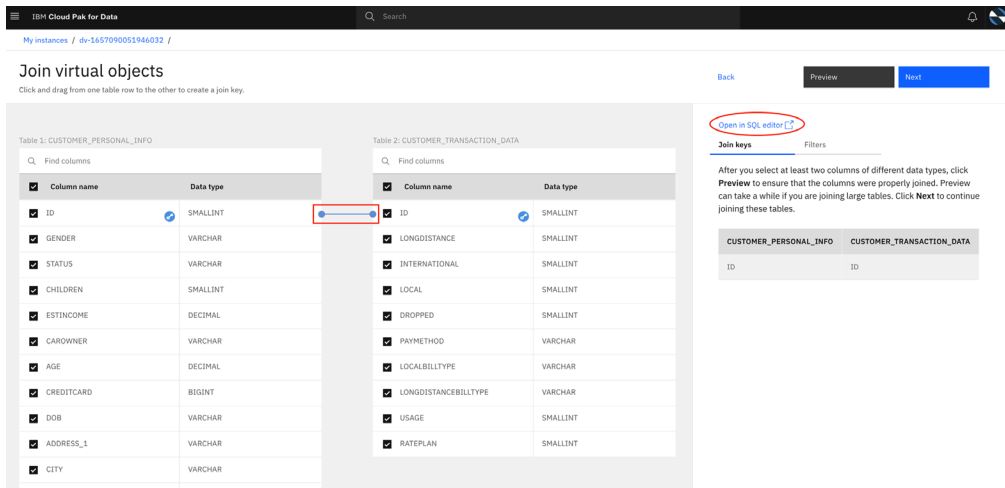 IBM Cloud Pak for Data
Search
My instances / dv-1657090051946032 /
Join virtual objects
Click and drag from one table row to the other to create a join key.
Back
Preview
Next
Table 1: CUSTOMER_PERSONAL_INFO
Find columns
Column name Data type
ID SMALLINT
GENDER VARCHAR
STATUS VARCHAR
CHILDREN SMALLINT
ESTINCOME DECIMAL
CAROWNER VARCHAR
AGE DECIMAL
CREDITCARD BIGINT
DOB VARCHAR
ADDRESS_1 VARCHAR
CITY VARCHAR
Table 2: CUSTOMER_TRANSACTION_DATA
Find columns
Column name Data type
ID SMALLINT
LONGDISTANCE SMALLINT
INTERNATIONAL SMALLINT
LOCAL SMALLINT
DROPPED SMALLINT
PAYMETHOD VARCHAR
LOCALBILLTYPE VARCHAR
LONGDISTANCEBILLTYPE VARCHAR
USAGE SMALLINT
RATEPLAN SMALLINT
Open in SQL editor
Join keys Filters
After you select at least two columns of different data types, click
Preview to ensure that the columns were properly joined. Preview
can take a while if you are joining large tables. Click Next to continue
joining these tables.
CUSTOMER_PERSONAL_INFO CUSTOMER_TRANSACTION_DATA
ID ID